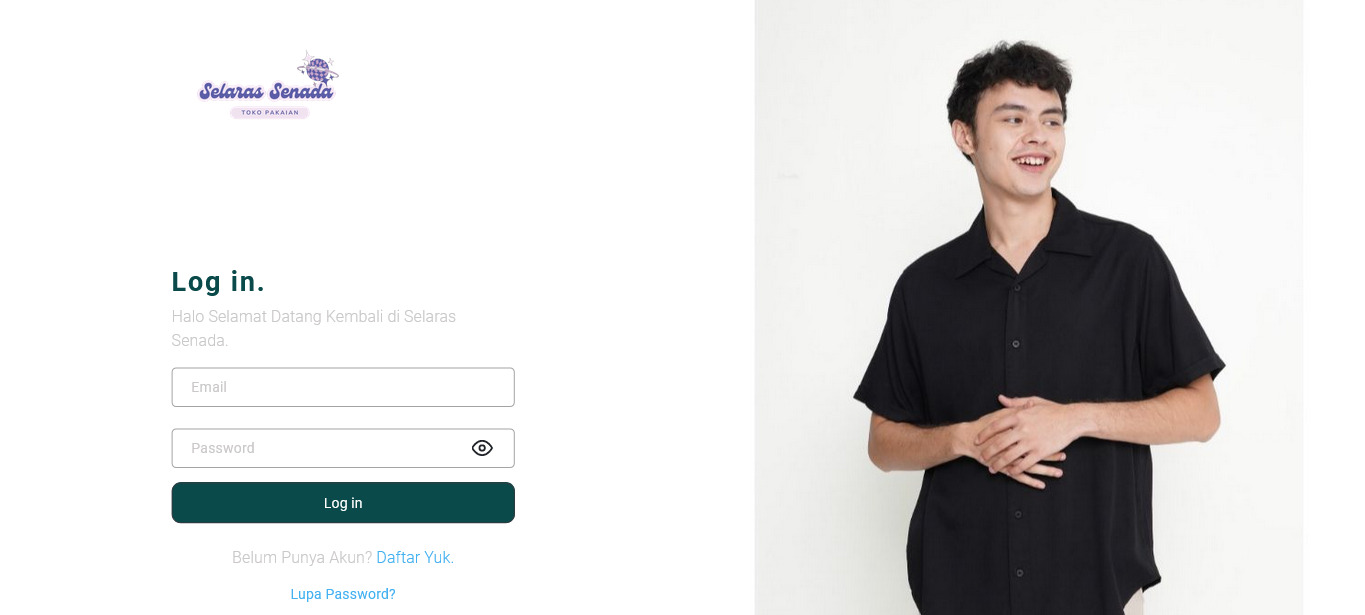 Selaras Senada
TOKO PAKAIAN
Log in.
Halo Selamat Datang Kembali di Selaras
Senada.
Email
Password
Log in
Belum Punya Akun? Daftar Yuk.
Lupa Password?